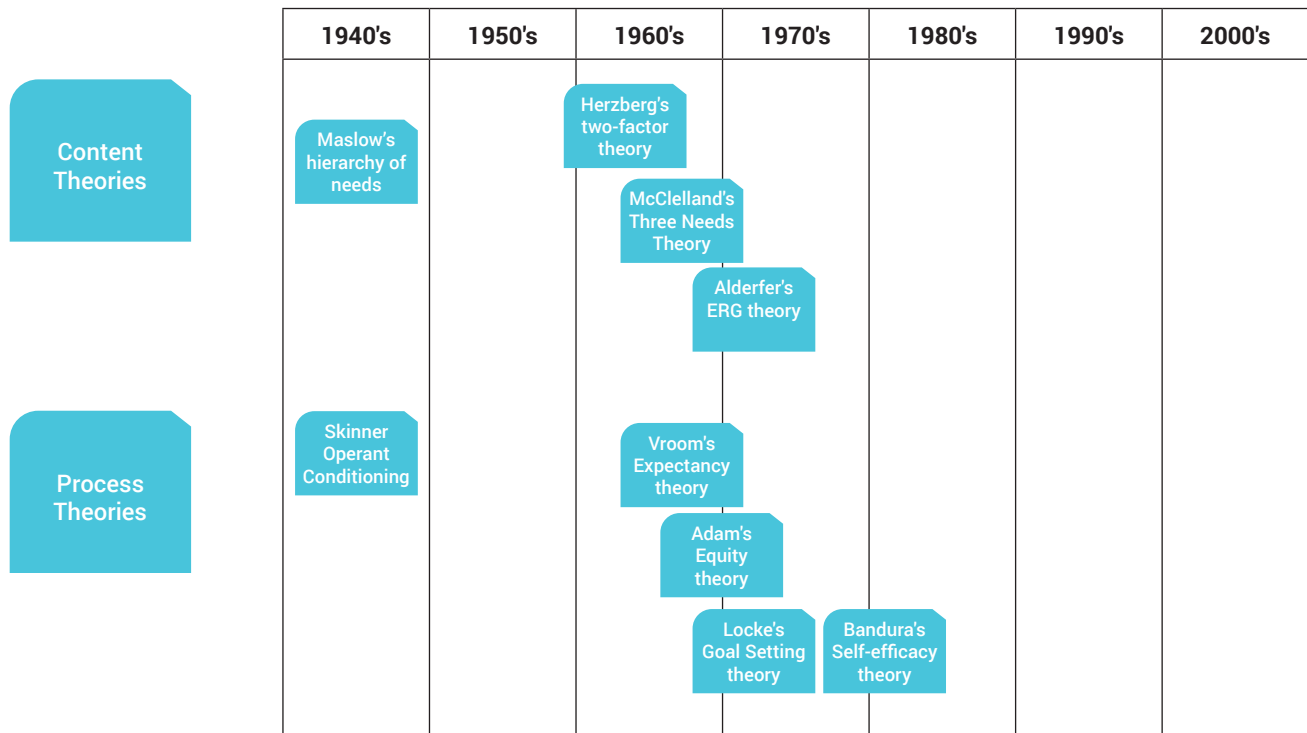 1940's 1950's 1960's 1970's 1980's 1990's 2000's
Content
Theories
Maslow’s
hierarchy of
needs
Herzberg's
two-factor
theory
McClelland's
Three Needs
Theory
Alderfer's
ERG theory
Process
Theories
Skinner
Operant
Conditioning
Vroom's
Expectancy
theory
Adam's
Equity
theory
Locke's
Goal Setting
theory
Bandura's
Self-efficacy
theory